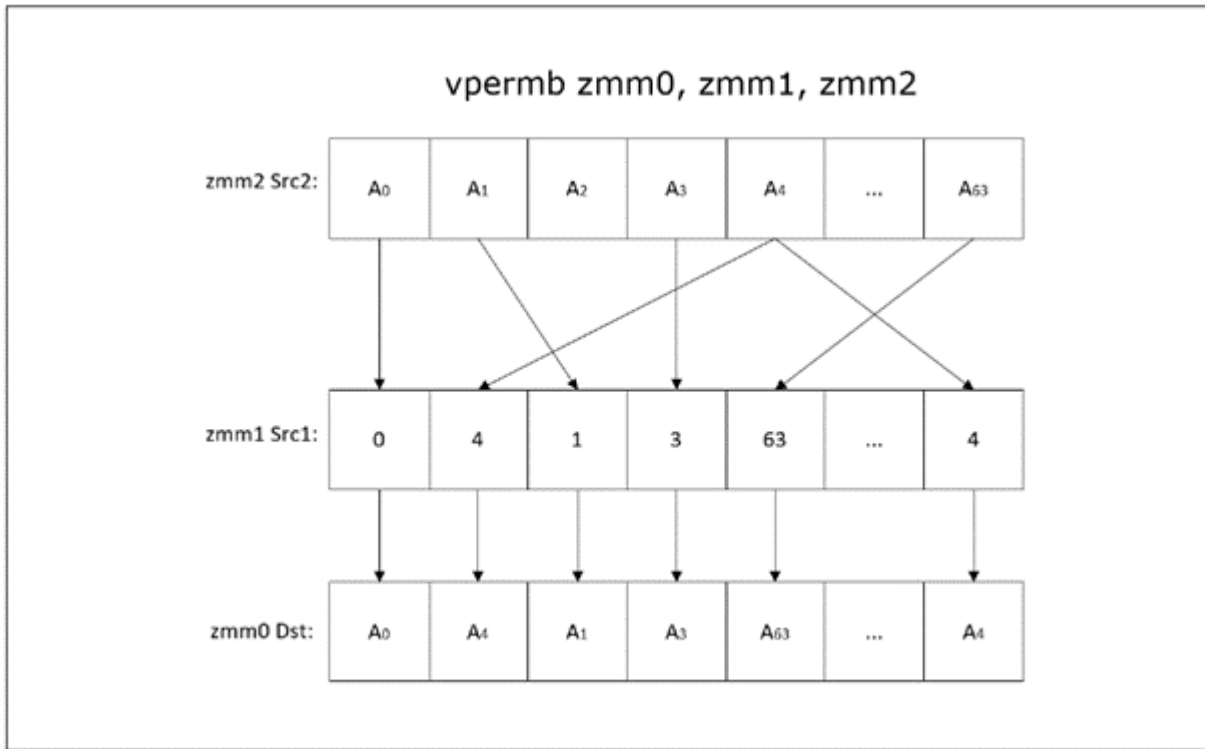 vpermb zmm0, zmm1, zmm2
zmm2 Src2: A0 A1 A2 A3 A4 ... A63
zmm1 Src1: 0 4 1 3 63 ... 4
zmm0 Dst: A0 A4 A1 A3 A63 ... A4